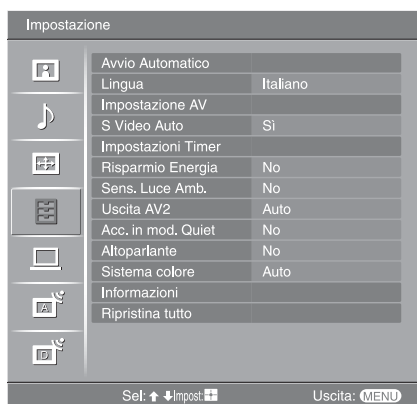 Impostazione
Avvio Automatico
Lingua Italiano
Impostazione AV
S Video Auto Sì
Impostazioni Timer
Risparmio Energia No
Sens. Luce Amb. No
Uscita AV2 Auto
Acc. in mod. Quiet No
Altoparlante No
Sistema colore Auto
Informazioni
Ripristina tutto
A
D
Sel: Impost: Uscita: MENU